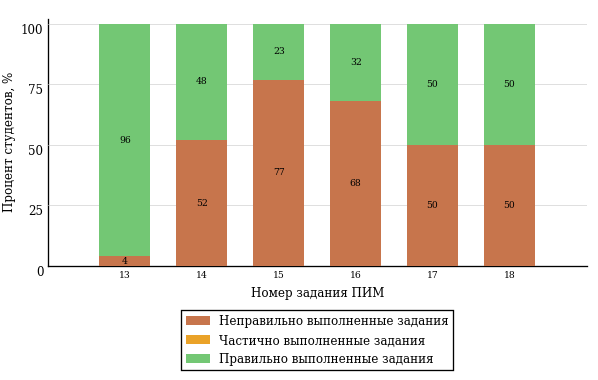 Процент студентов, %
100
75
50
25
0
96
48
23
32
50
50
4
52
77
68
50
50
13 14 15 16 17 18
Номер задания ПИМ
Неправильно выполненные задания
Частично выполненные задания
Правильно выполненные задания